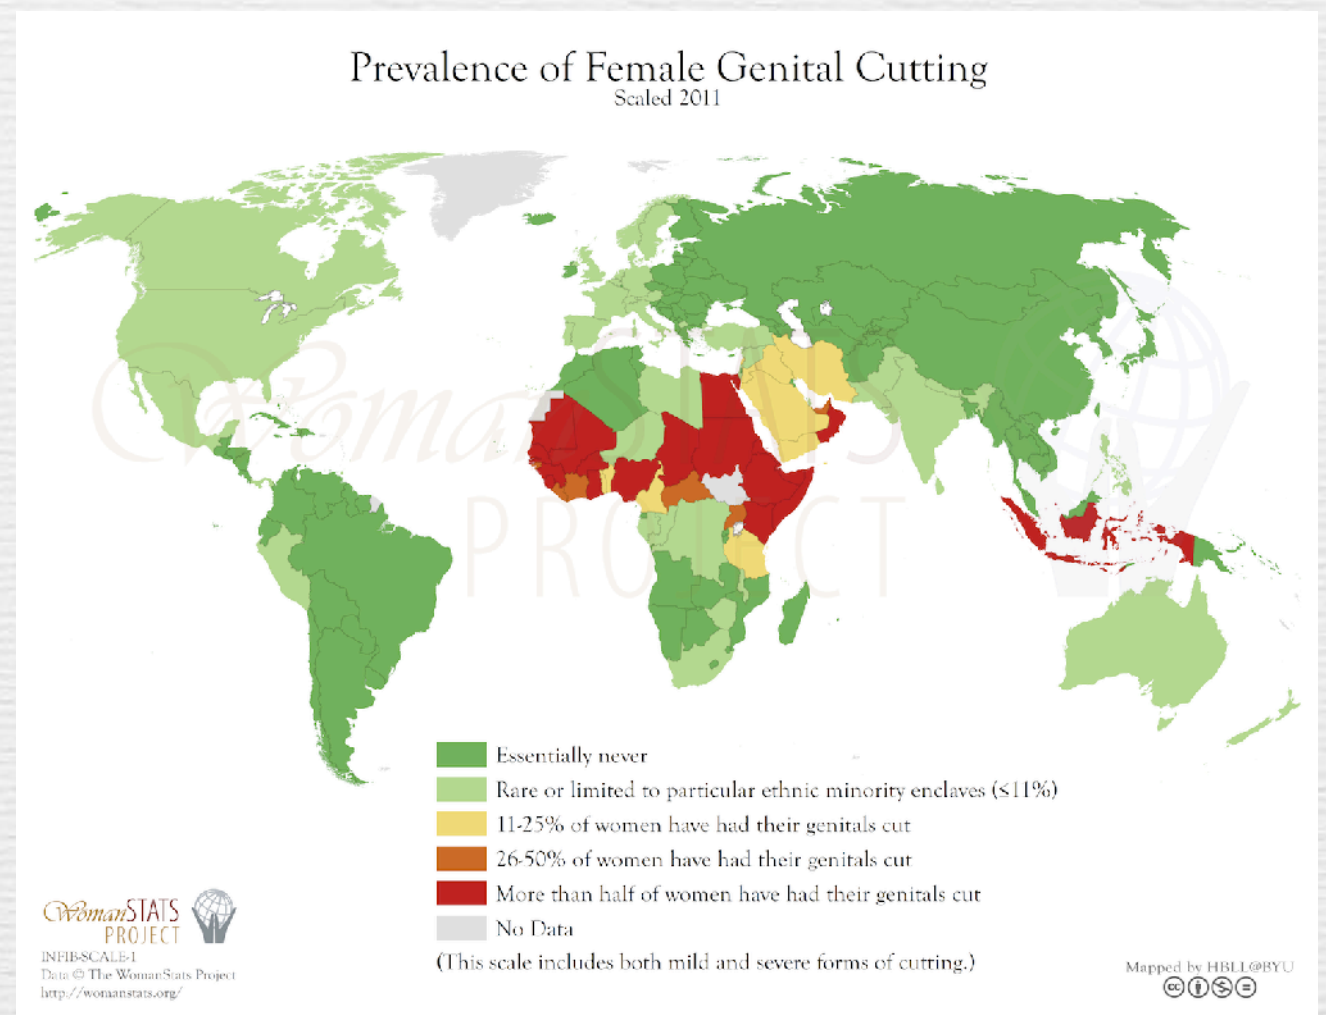 Prevalence of Female Genital Cutting
Scaled 2011
WomanSTATS
PROJECT
Essentially never
Rare or limited to particular ethnic minority enclaves (≤11%)
11-25% of women have had their genitals cut
26-50% of women have had their genitals cut
More than half of women have had their genitals cut
No Data
(This scale includes both mild and severe forms of cutting.)
WomanSTATS
PROJECT
INFIB-SCALE-1
Data © The WomanStats Project
http://womanstats.org/
Mapped by HBLL@BYU
cc